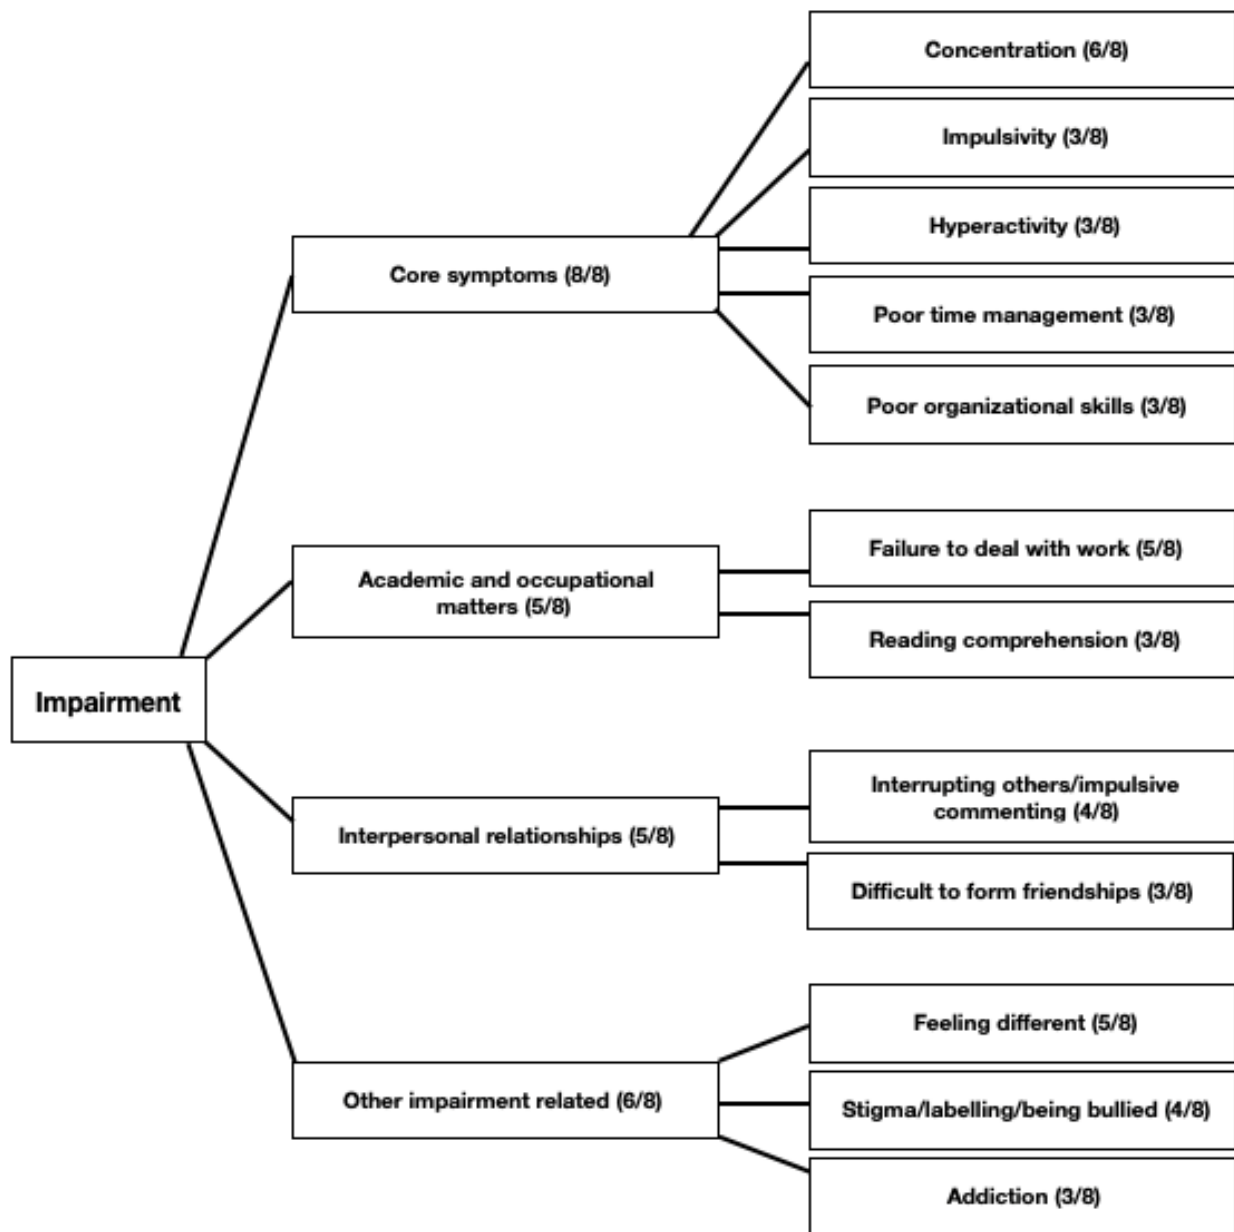 Concentration (6/8)
Impulsivity (3/8)
Hyperactivity (3/8)
Core symptoms (8/8)
Poor time management (3/8)
Poor organizational skills (3/8)
Failure to deal with work (5/8)
Academic and occupational
matters (5/8)
Reading comprehension (3/8)
Impairment
Interrupting others/impulsive
commenting (4/8)
Interpersonal relationships (5/8)
Difficult to form friendships (3/8)
Feeling different (5/8)
Other impairment related (6/8)
Stigma/labelling/being bullied (4/8)
Addiction (3/8)